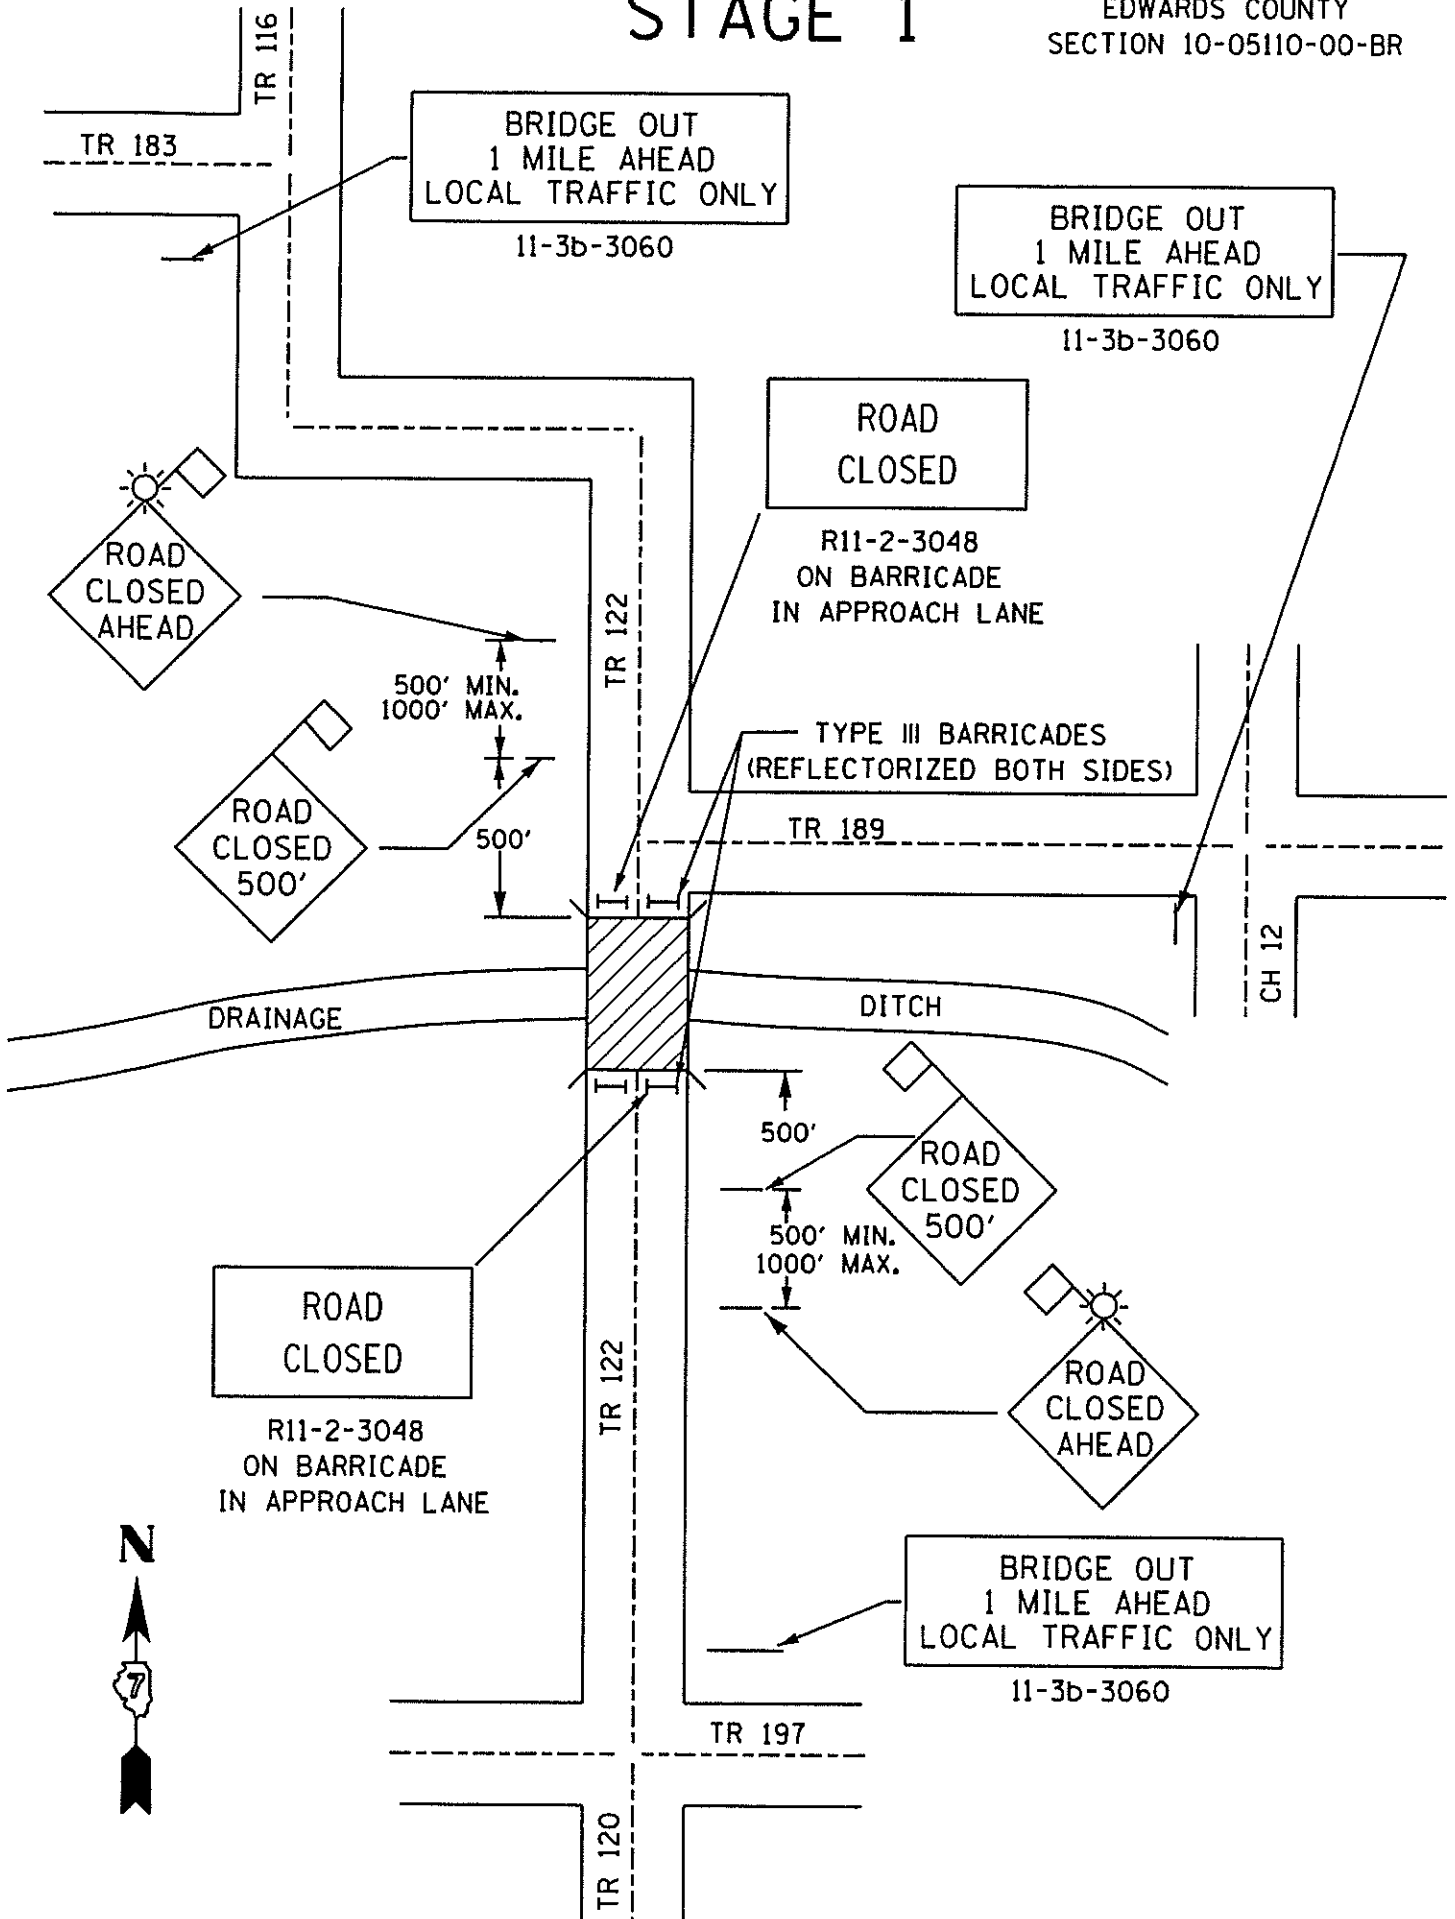 STAGE 1
EDWARDS COUNTY
SECTION 10-05110-00-BR
TR 116
TR 183
BRIDGE OUT
1 MILE AHEAD
LOCAL TRAFFIC ONLY
11-3b-3060
BRIDGE OUT
1 MILE AHEAD
LOCAL TRAFFIC ONLY
11-3b-3060
ROAD
CLOSED
R11-2-3048
ON BARRICADE
IN APPROACH LANE
ROAD
CLOSED
AHEAD
TR 122
500' MIN.
1000' MAX.
TYPE III BARRICADES
(REFLECTORIZED BOTH SIDES)
ROAD
CLOSED
500'
500'
TR 189
CH 12
DRAINAGE
DITCH
500'
ROAD
CLOSED
500'
500' MIN.
1000' MAX.
ROAD
CLOSED
R11-2-3048
ON BARRICADE
IN APPROACH LANE
TR 122
ROAD
CLOSED
AHEAD
N
7
BRIDGE OUT
1 MILE AHEAD
LOCAL TRAFFIC ONLY
11-3b-3060
TR 197
TR 120